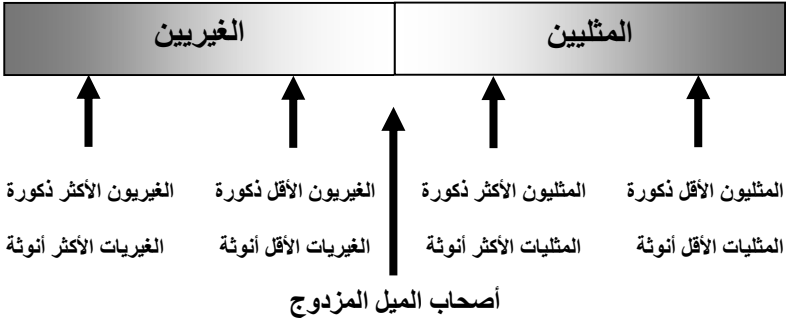 المثليين
الغيريين
المثليون الأقل ذكورة
المثليون الأكثر ذكورة
الغيريون الأقل ذكورة
الغيريون الأكثر ذكورة
المثليات الأقل أنوثة
المثليات الأكثر أنوثة
الغيريات الأقل أنوثة
الغيريات الأكثر أنوثة
أصحاب الميل المزدوج